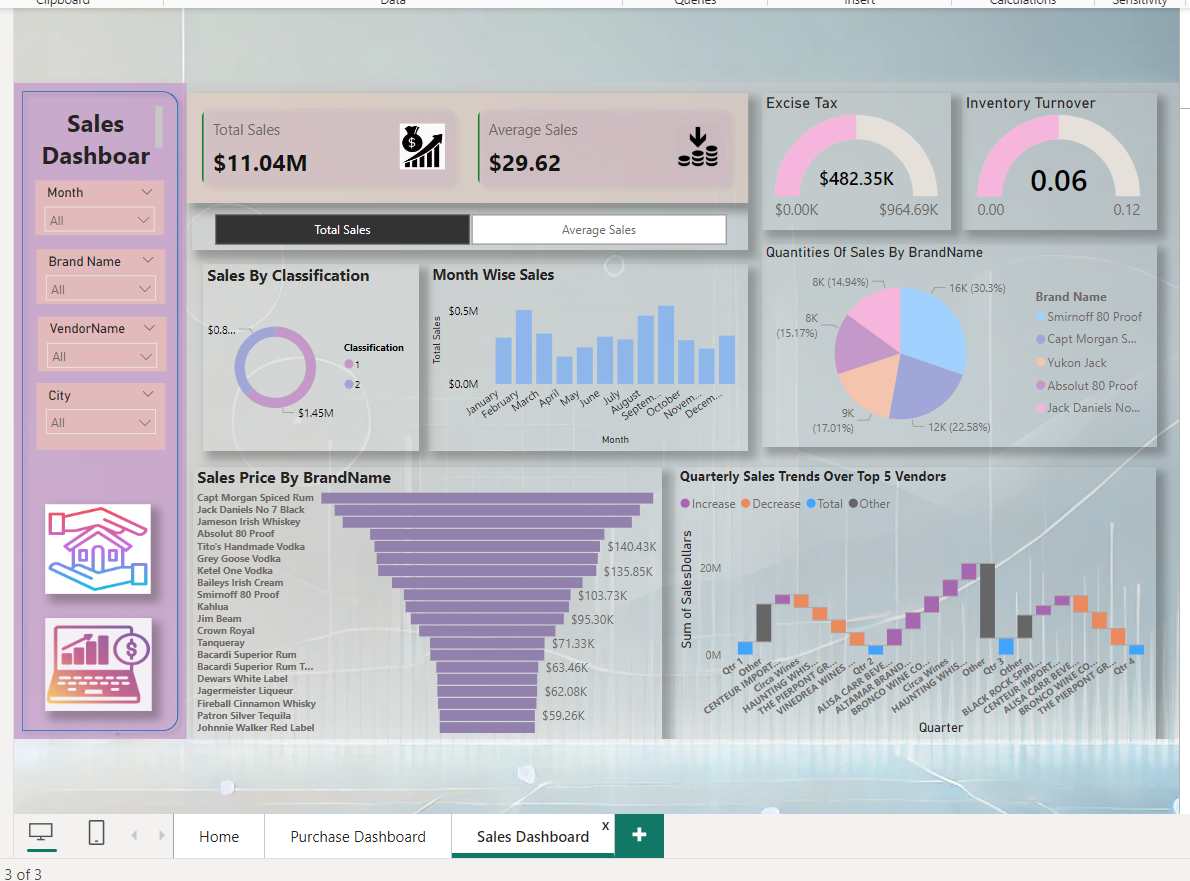 Clipboard
Data
Queries
Insert
Calculations
Sensitivity
Sales
Dashboar
Month
All
Brand Name
All
VendorName
All
City
All
Total Sales
$11.04M
Average Sales
$29.62
Total Sales
Average Sales
Excise Tax
$482.35K
$0.00K
$964.69K
Inventory Turnover
0.06
0.00
0.12
Sales By Classification
$0.8...
$1.45M
Classification
1
2
Month Wise Sales
Total Sales
$0.5M
$0.0M
January
February
March
April
May
June
July
August
Septem...
October
Novem...
Decem...
Month
Quantities Of Sales By BrandName
8K (14.94%)
16K (30.3%)
8K
(15.17%)
9K
(17.01%)
12K (22.58%)
Brand Name
Smirnoff 80 Proof
Capt Morgan S...
Yukon Jack
Absolut 80 Proof
Jack Daniels No...
Sales Price By BrandName
Capt Morgan Spiced Rum
Jack Daniels No 7 Black
Jameson Irish Whiskey
Absolut 80 Proof
Tito's Handmade Vodka
$140.43K
Grey Goose Vodka
Ketel One Vodka
$135.85K
Baileys Irish Cream
Smirnoff 80 Proof
$103.73K
Kahlua
Jim Beam
$95.30K
Crown Royal
Tanqueray
$71.33K
Bacardi Superior Rum
Bacardi Superior Rum T...
$63.46K
Dewars White Label
Jagermeister Liqueur
$62.08K
Fireball Cinnamon Whisky
Patron Silver Tequila
$59.26K
Johnnie Walker Red Label
Quarterly Sales Trends Over Top 5 Vendors
Increase
Decrease
Total
Other
Sum of SalesDollars
20M
0M
Qtr 1
Other
CENTEUR IMPORT...
Circa Wines
HAUNTING WHIS...
THE PIERPONT GR...
VINEDREA WINES ...
Qtr 2
ALISA CARR BEVE...
ALTAMAR BRAND...
BRONCO WINE CO...
Circa Wines
HAUNTING WHIS...
Other
Qtr 3
Other
BLACK ROCK SPIRI...
CENTEUR IMPORT...
ALISA CARR BEVE...
BRONCO WINE CO...
THE PIERPONT GR...
Qtr 4
Quarter
Home
Purchase Dashboard
Sales Dashboard
x
+
3 of 3